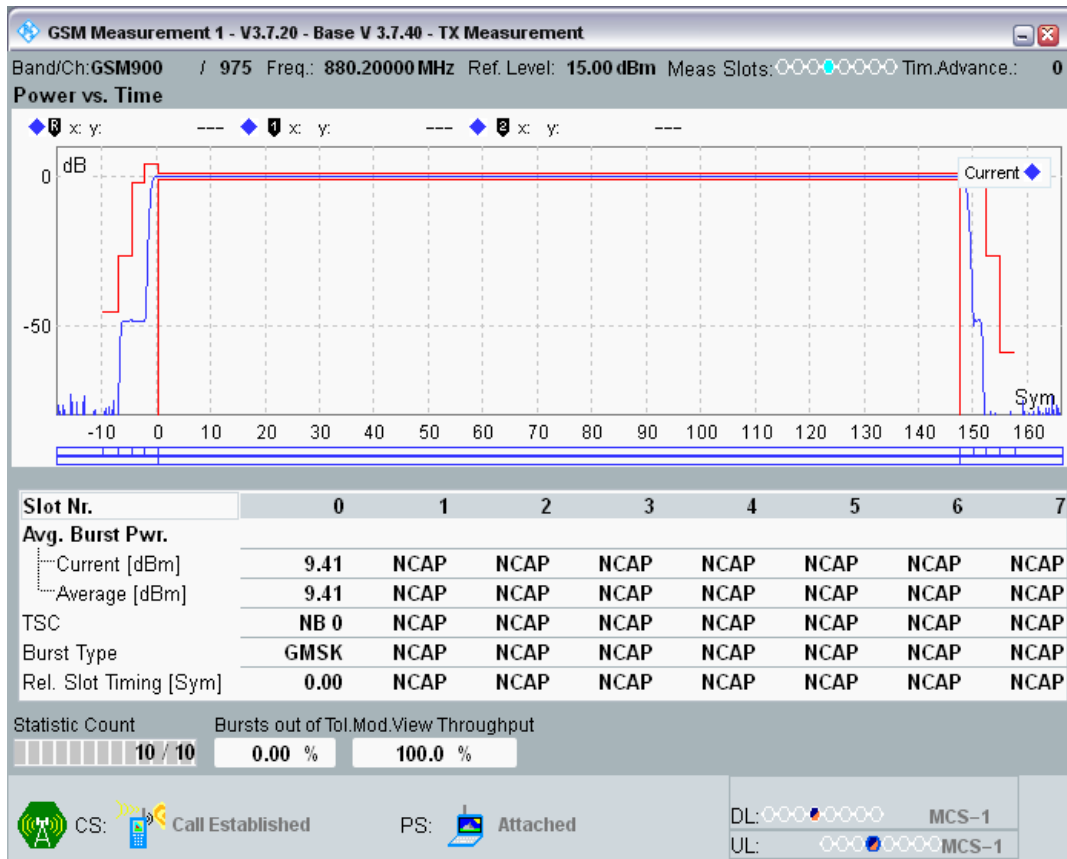 GSM Measurement 1 - V3.7.20 - Base V 3.7.40 - TX Measurement
Band/Ch:GSM900 / 975 Freq.: 880.20000 MHz Ref. Level: 15.00 dBm Meas Slots: Tim.Advance.: 0
Power vs. Time
R x: y: --- 1 x: y: --- 2 x: y: ---
dB
Current
0
-50
Sym
-10 0 10 20 30 40 50 60 70 80 90 100 110 120 130 140 150 160
Slot Nr. 0 1 2 3 4 5 6 7
Avg. Burst Pwr.
Current [dBm] 9.41 NCAP NCAP NCAP NCAP NCAP NCAP NCAP
Average [dBm] 9.41 NCAP NCAP NCAP NCAP NCAP NCAP NCAP
TSC NB 0 NCAP NCAP NCAP NCAP NCAP NCAP NCAP
Burst Type GMSK NCAP NCAP NCAP NCAP NCAP NCAP NCAP
Rel. Slot Timing [Sym] 0.00 NCAP NCAP NCAP NCAP NCAP NCAP NCAP
Statistic Count Bursts out of Tol. Mod.View Throughput
10 / 10 0.00 % 100.0 %
CS: Call Established PS: Attached
DL: MCS-1
UL: MCS-1